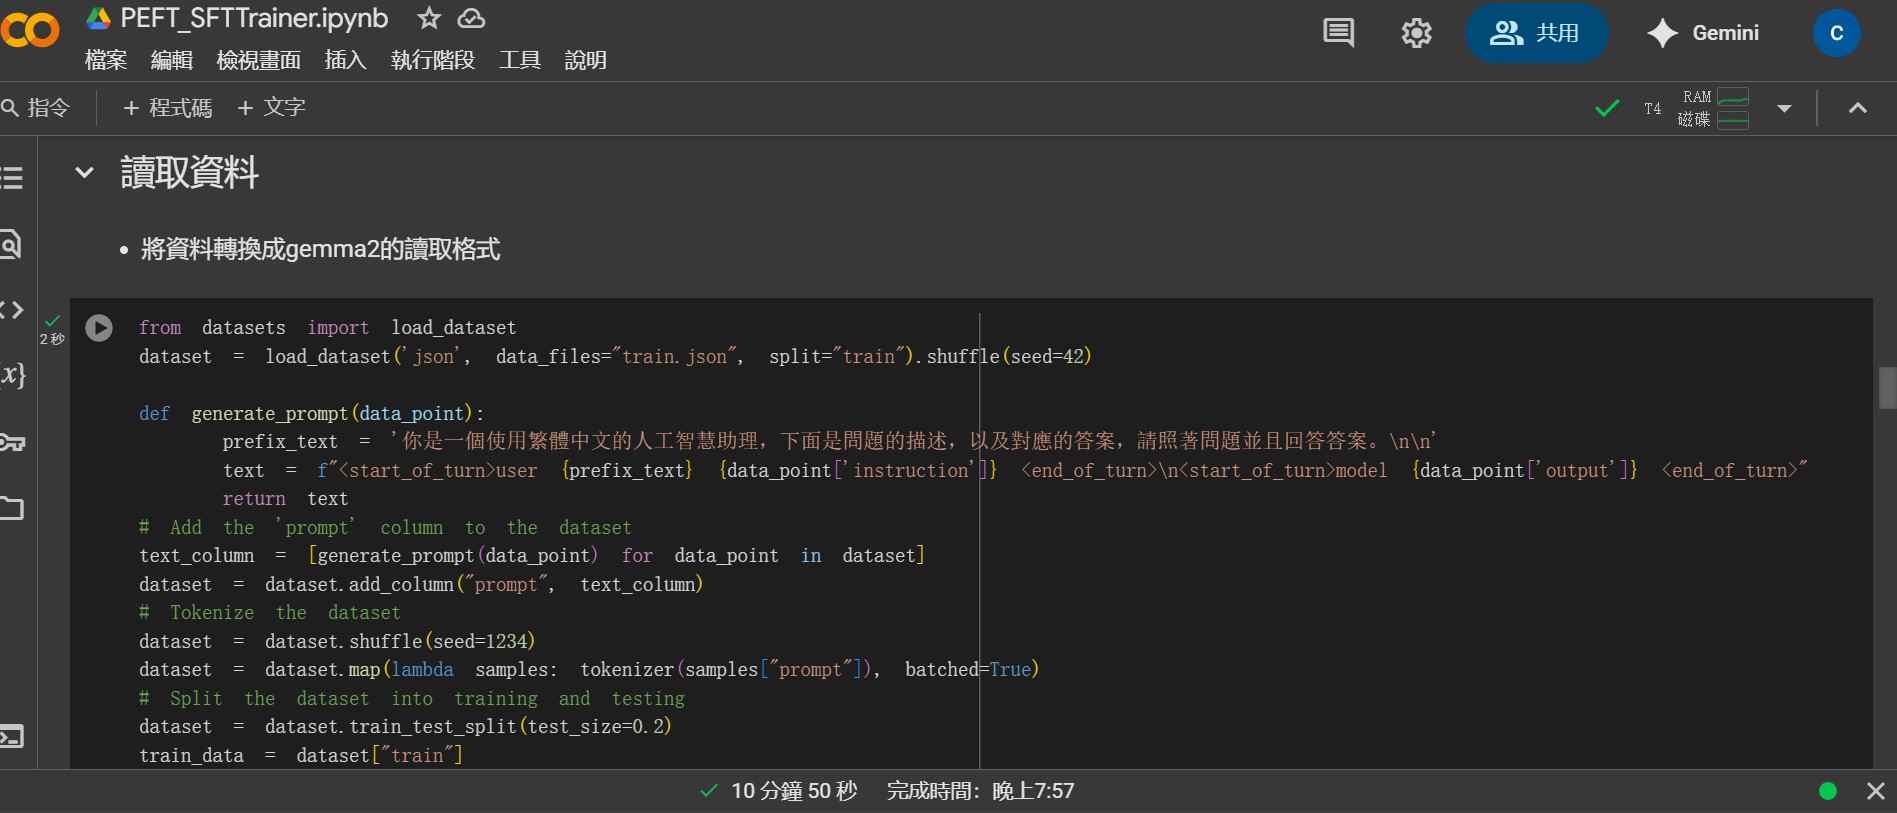 PEFT_SFTTrainer.ipynb
檔案 編輯 檢視畫面 插入 執行階段 工具 說明
共用
Gemini
C
指令
+ 程式碼 + 文字
T4
RAM
磁碟
讀取資料
• 將資料轉換成gemma2的讀取格式
2 秒
from datasets import load_dataset
dataset = load_dataset('json', data_files="train.json", split="train").shuffle(seed=42)
def generate_prompt(data_point):
prefix_text = '你是一個使用繁體中文的人工智慧助理，下面是問題的描述，以及對應的答案，請照著問題並且回答答案。\n\n'
text = f"<start_of_turn>user {prefix_text} {data_point['instruction']} <end_of_turn>\n<start_of_turn>model {data_point['output']} <end_of_turn>"
return text
# Add the 'prompt' column to the dataset
text_column = [generate_prompt(data_point) for data_point in dataset]
dataset = dataset.add_column("prompt", text_column)
# Tokenize the dataset
dataset = dataset.shuffle(seed=1234)
dataset = dataset.map(lambda samples: tokenizer(samples["prompt"]), batched=True)
# Split the dataset into training and testing
dataset = dataset.train_test_split(test_size=0.2)
train_data = dataset["train"]
10 分鐘 50 秒 完成時間：晚上7:57